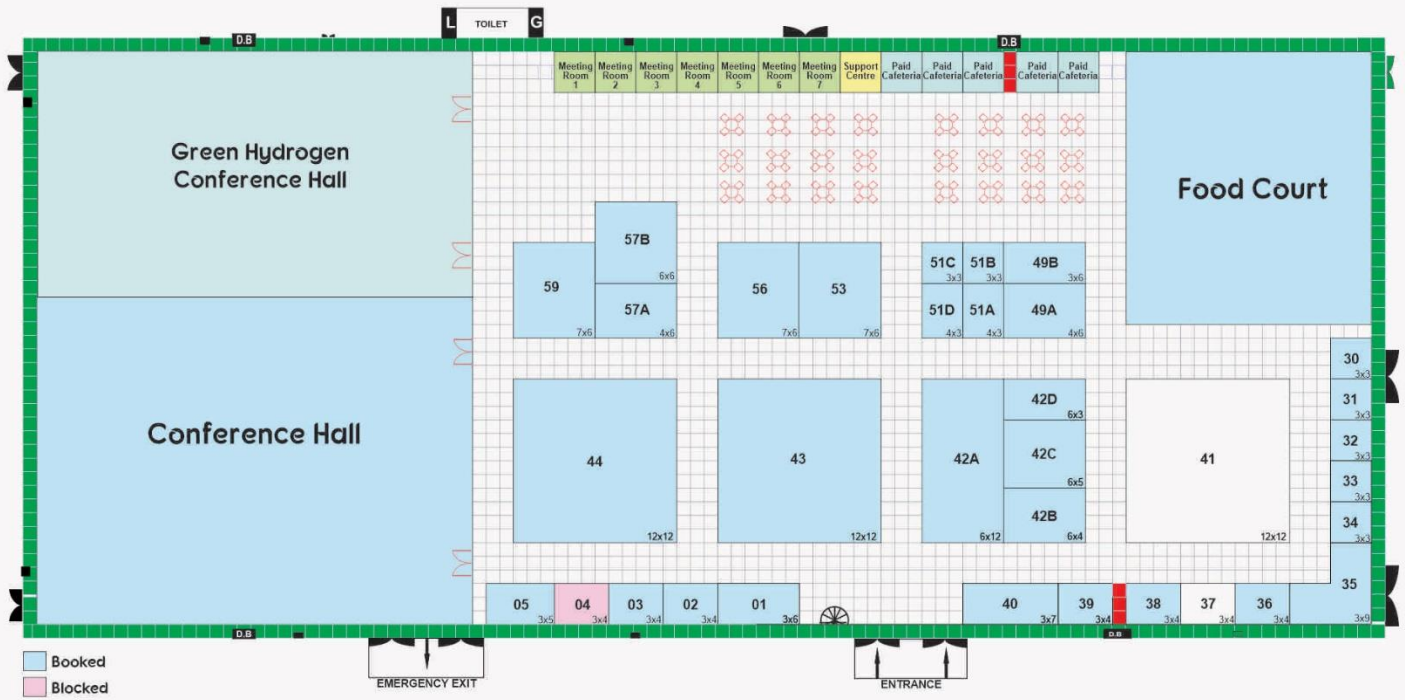 L
TOILET
G
D.B
D.B
Meeting
Room
1
Meeting
Room
2
Meeting
Room
3
Meeting
Room
4
Meeting
Room
5
Meeting
Room
6
Meeting
Room
7
Support
Centre
Paid
Cafeteria
Paid
Cafeteria
Paid
Cafeteria
Paid
Cafeteria
Paid
Cafeteria
Green Hydrogen
Conference Hall
Food Court
57B
6x6
59
7x6
57A
4x6
56
7x6
53
7x6
51C
3x3
51B
3x3
49B
3x6
51D
4x3
51A
4x3
49A
4x6
30
3x3
31
3x3
32
3x3
33
3x3
34
3x3
35
3x9
Conference Hall
44
12x12
43
12x12
42A
6x12
42D
6x3
42C
6x5
42B
6x4
41
12x12
05
3x5
04
3x4
03
3x4
02
3x4
01
3x6
40
3x7
39
3x4
38
3x4
37
3x4
36
3x4
D.B
D.B
Booked
Blocked
EMERGENCY EXIT
ENTRANCE